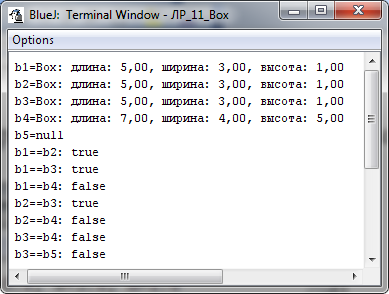 BlueJ: Terminal Window - ЛР_11_Box
Options
b1=Box: длина: 5,00, ширина: 3,00, высота: 1,00
b2=Box: длина: 5,00, ширина: 3,00, высота: 1,00
b3=Box: длина: 5,00, ширина: 3,00, высота: 1,00
b4=Box: длина: 7,00, ширина: 4,00, высота: 5,00
b5=null
b1==b2: true
b1==b3: true
b1==b4: false
b2==b3: true
b2==b4: false
b3==b4: false
b3==b5: false